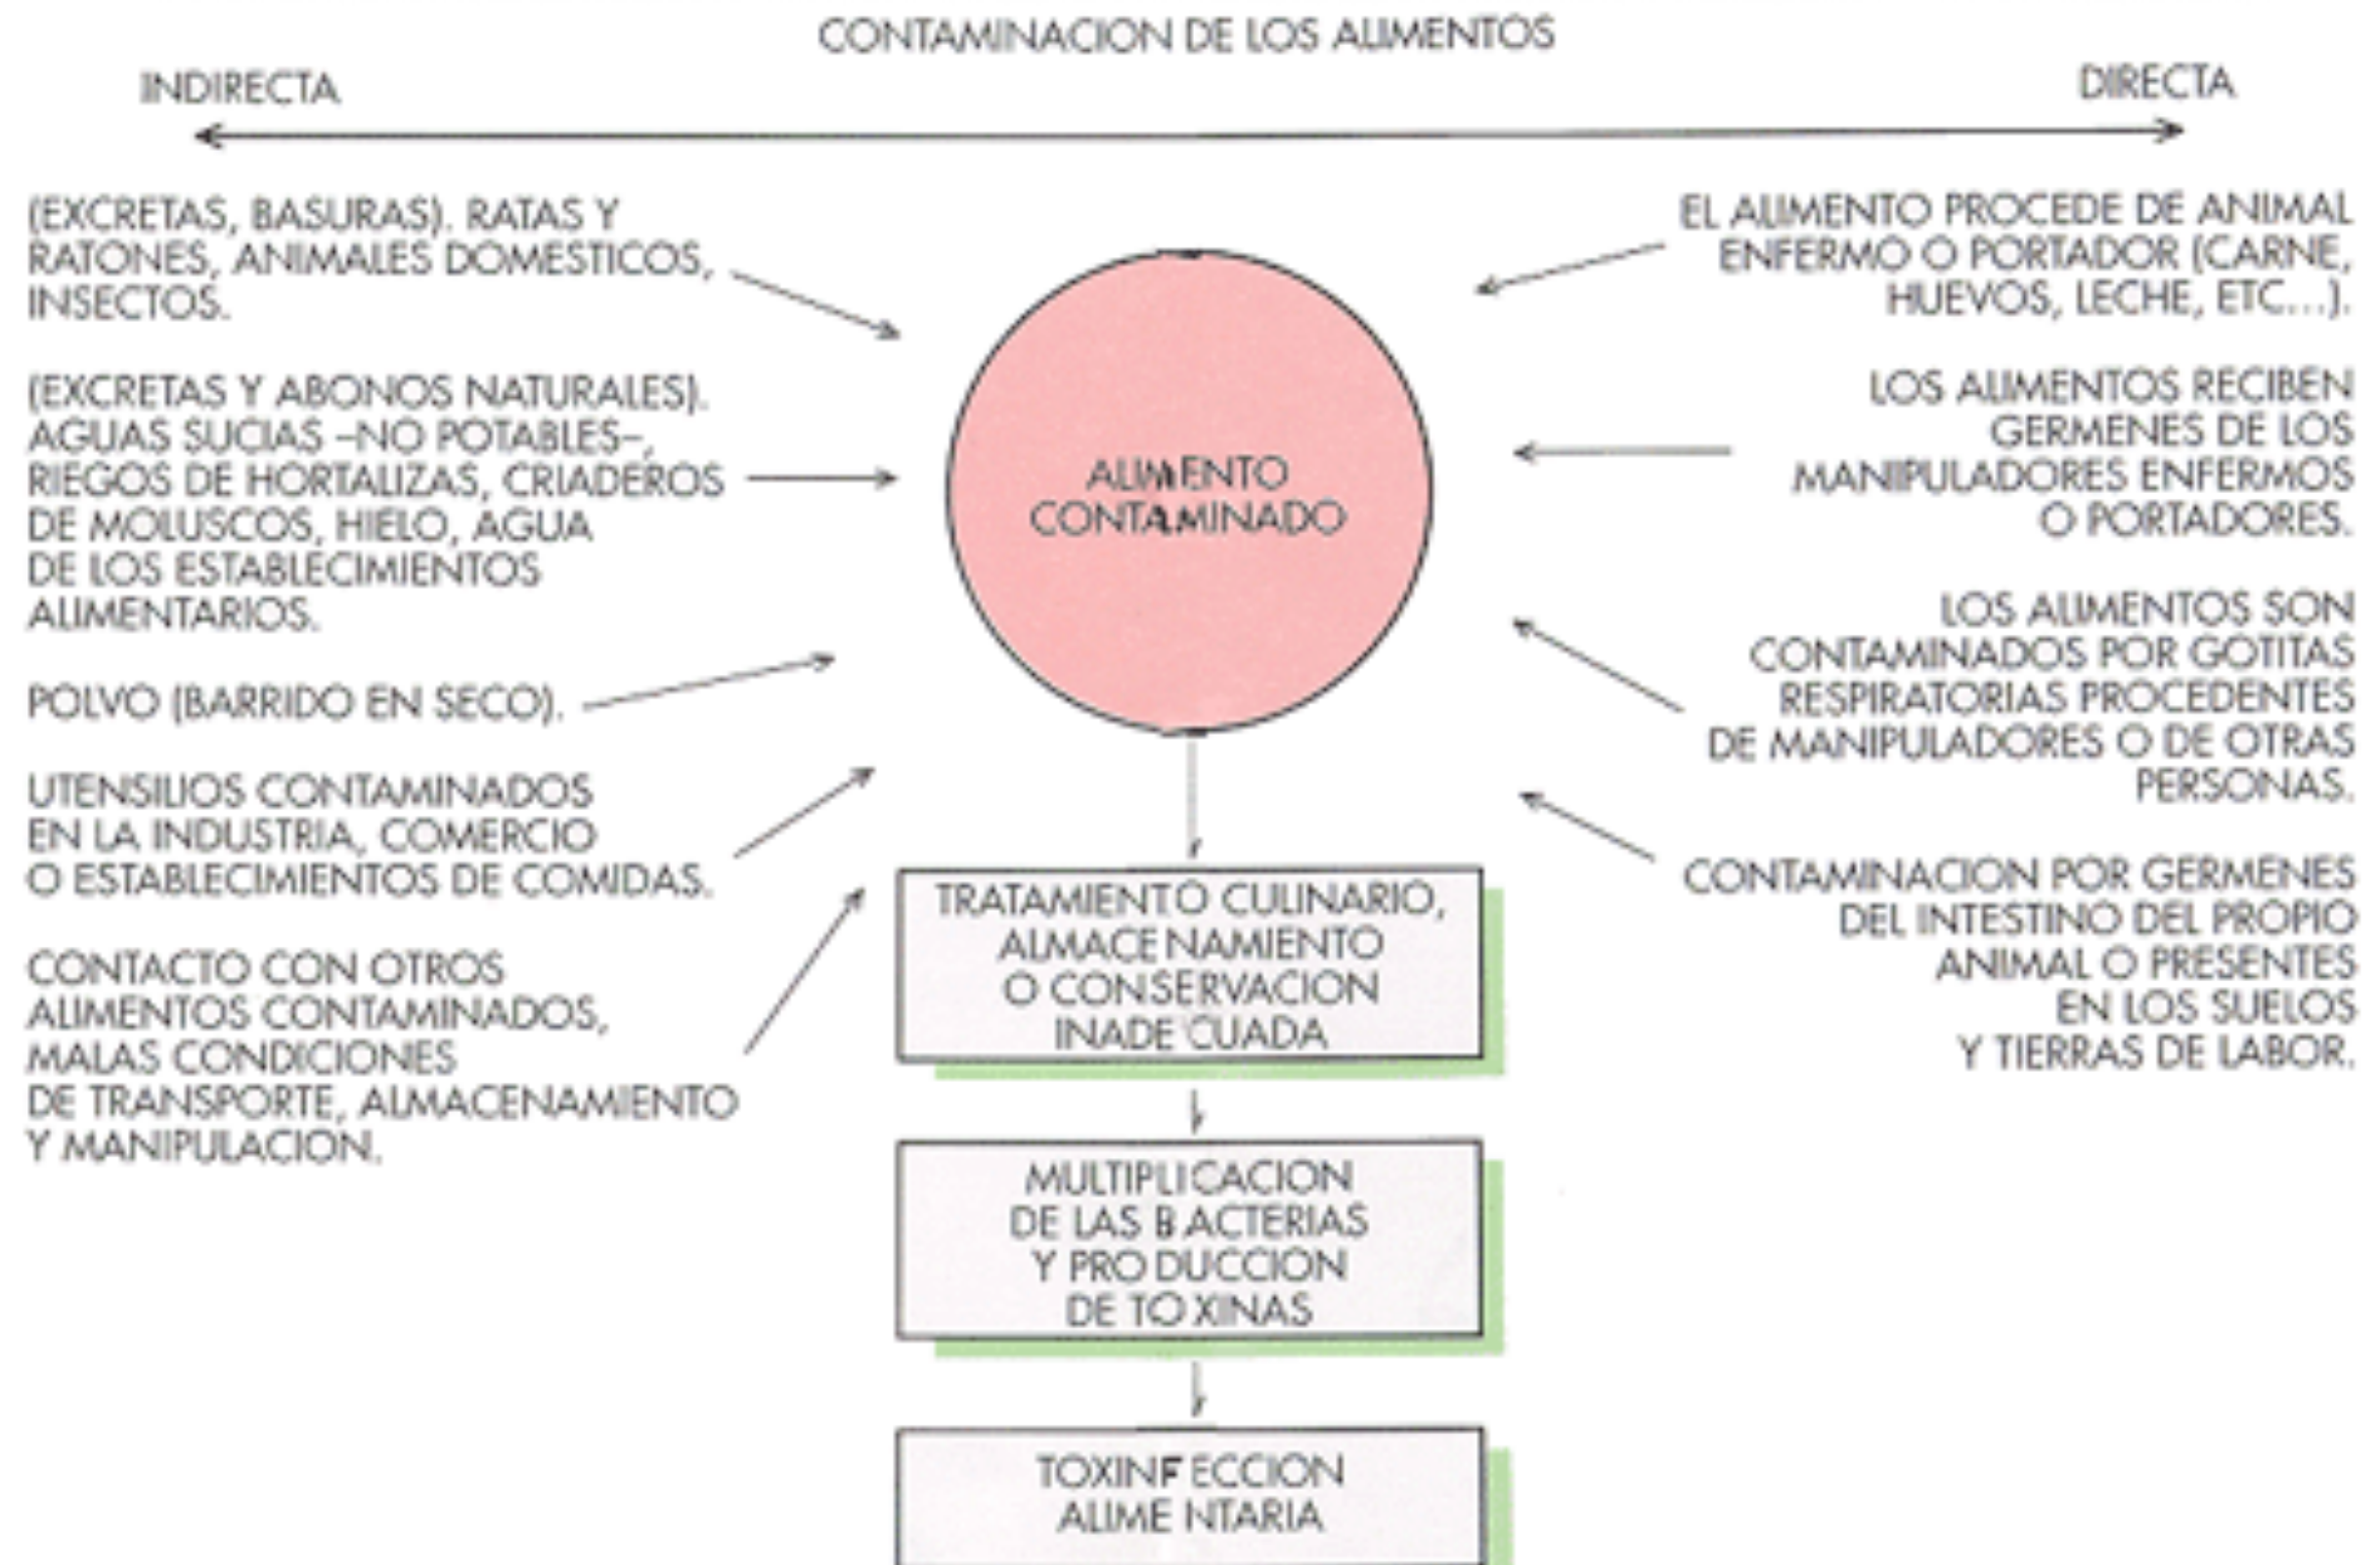 CONTAMINACION DE LOS ALIMENTOS
INDIRECTA
DIRECTA
(EXCRETAS, BASURAS). RATAS Y
RATONES, ANIMALES DOMESTICOS,
INSECTOS.
(EXCRETAS Y ABONOS NATURALES).
AGUAS SUCIAS –NO POTABLES–,
RIEGOS DE HORTALIZAS, CRIADEROS
DE MOLUSCOS, HIELO, AGUA
DE LOS ESTABLECIMIENTOS
ALIMENTARIOS.
POLVO (BARRIDO EN SECO).
UTENSILIOS CONTAMINADOS
EN LA INDUSTRIA, COMERCIO
O ESTABLECIMIENTOS DE COMIDAS.
CONTACTO CON OTROS
ALIMENTOS CONTAMINADOS,
MALAS CONDICIONES
DE TRANSPORTE, ALMACENAMIENTO
Y MANIPULACION.
ALIMENTO
CONTAMINADO
TRATAMIENTO CULINARIO,
ALMACENAMIENTO
O CONSERVACION
INADECUADA
MULTIPLICACION
DE LAS BACTERIAS
Y PRODUCCION
DE TOXINAS
TOXINFECCION
ALIMENTARIA
EL ALIMENTO PROCEDE DE ANIMAL
ENFERMO O PORTADOR (CARNE,
HUEVOS, LECHE, ETC...).
LOS ALIMENTOS RECIBEN
GERMENES DE LOS
MANIPULADORES ENFERMOS
O PORTADORES.
LOS ALIMENTOS SON
CONTAMINADOS POR GOTITAS
RESPIRATORIAS PROCEDENTES
DE MANIPULADORES O DE OTRAS
PERSONAS.
CONTAMINACION POR GERMENES
DEL INTESTINO DEL PROPIO
ANIMAL O PRESENTES
EN LOS SUELOS
Y TIERRAS DE LABOR.